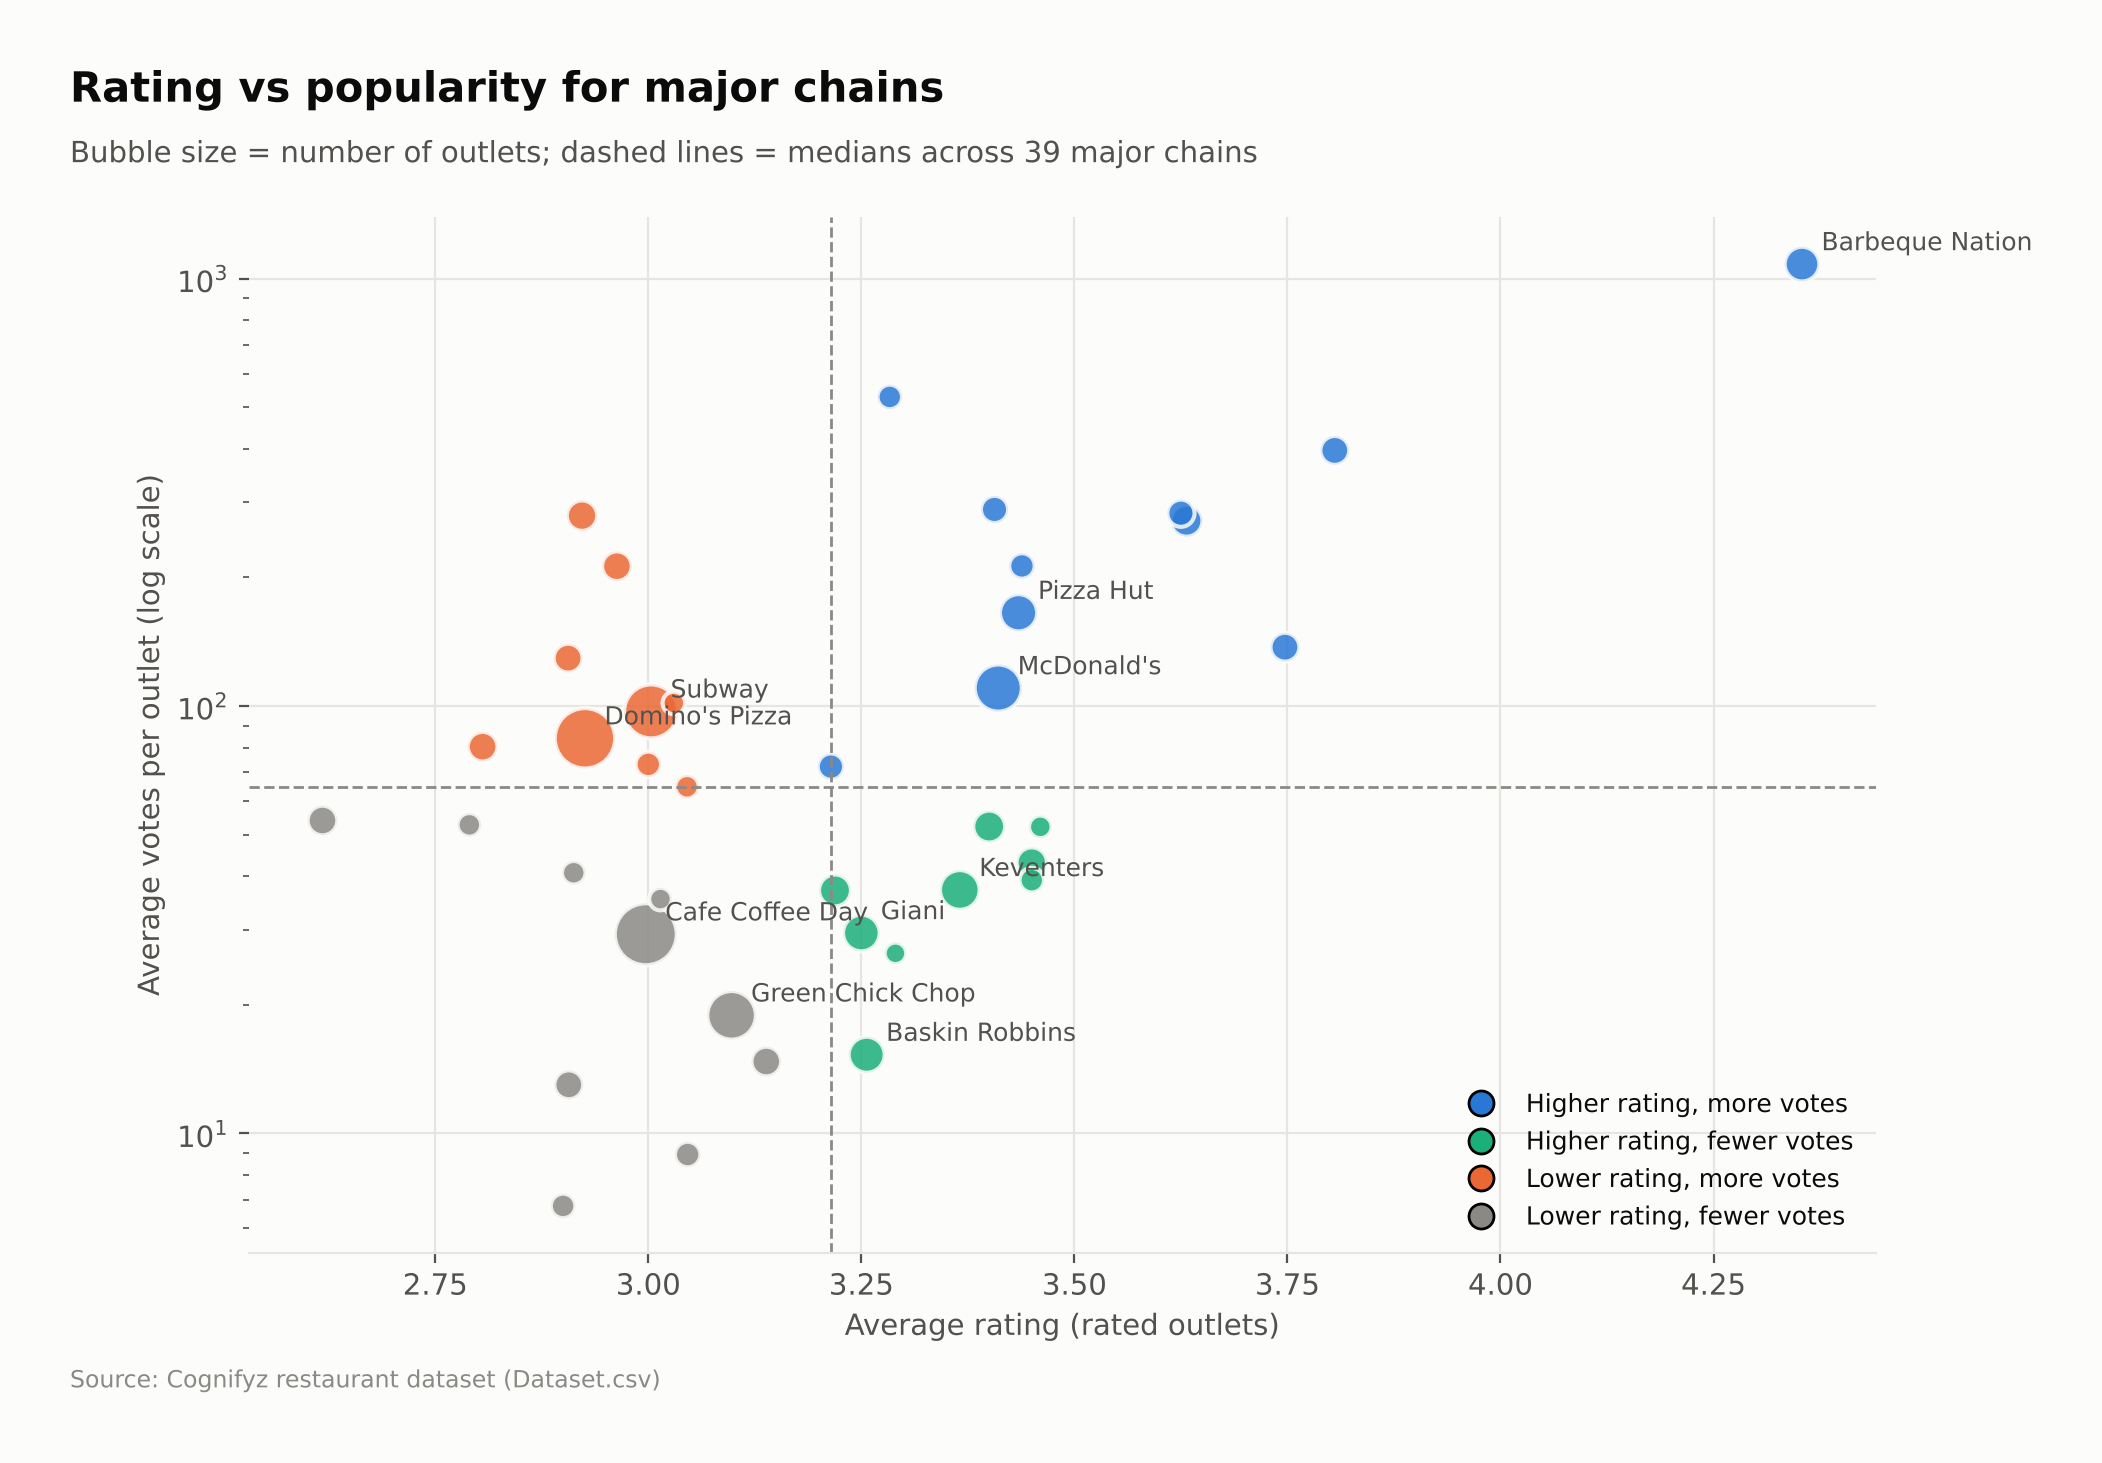 Rating vs popularity for major chains
Bubble size = number of outlets; dashed lines = medians across 39 major chains
Barbeque Nation
Pizza Hut
McDonald's
Subway
Domino's Pizza
Keventers
Cafe Coffee Day
Giani
Green Chick Chop
Baskin Robbins
10³
10²
10¹
Average votes per outlet (log scale)
Higher rating, more votes
Higher rating, fewer votes
Lower rating, more votes
Lower rating, fewer votes
2.75 3.00 3.25 3.50 3.75 4.00 4.25
Average rating (rated outlets)
Source: Cognifyz restaurant dataset (Dataset.csv)